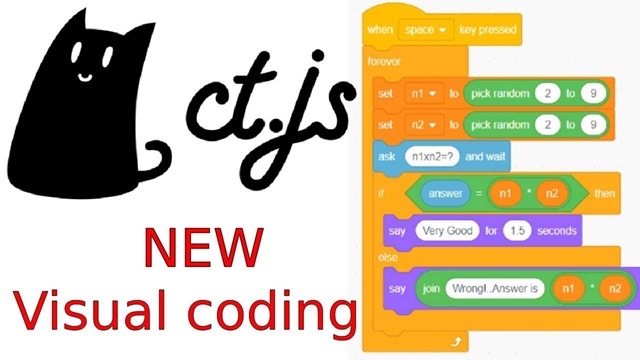 ct.js
NEW
Visual coding
when space key pressed
forever
set n1 to pick random 2 to 9
set n2 to pick random 2 to 9
ask n1xn2=? and wait
if answer = n1 * n2 then
say Very Good for 1.5 seconds
else
say join Wrong!..Answer is n1 * n2